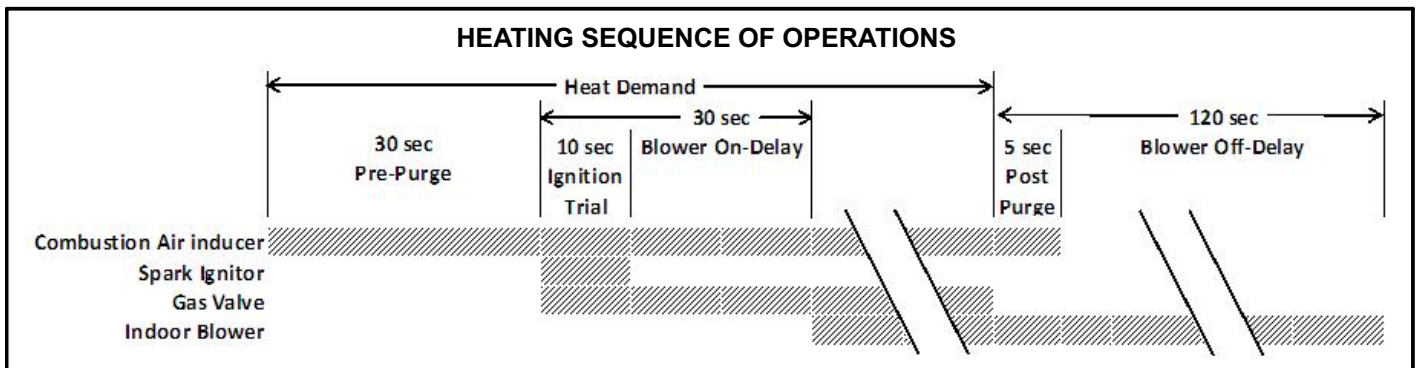 HEATING SEQUENCE OF OPERATIONS
Heat Demand
30 sec
120 sec
30 sec
Pre-Purge
10 sec
Ignition
Trial
Blower On-Delay
5 sec
Post
Purge
Blower Off-Delay
Combustion Air inducer
Spark Ignitor
Gas Valve
Indoor Blower